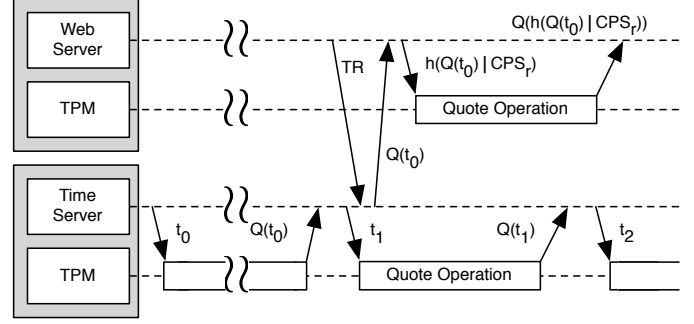 Web
Server
TPM
TR
h(Q(t0) | CPSr)
Q(h(Q(t0) | CPSr))
Quote Operation
Q(t0)
Time
Server
TPM
t0
Q(t0)
t1
Quote Operation
Q(t1)
t2